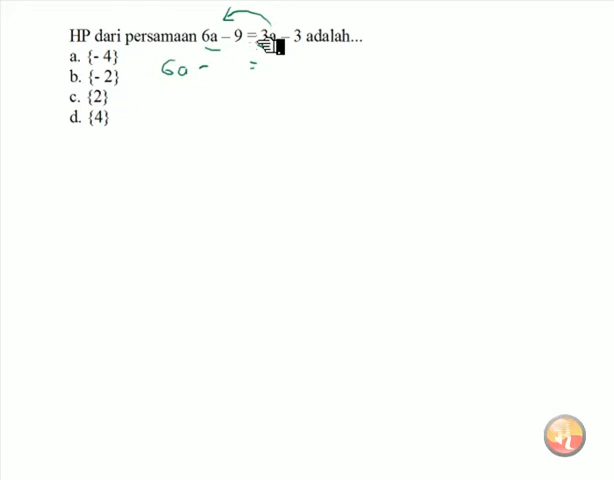 HP dari persamaan 6a – 9 = 3a – 3 adalah...
a. {- 4}
6a -   =
b. {- 2}
c. {2}
d. {4}